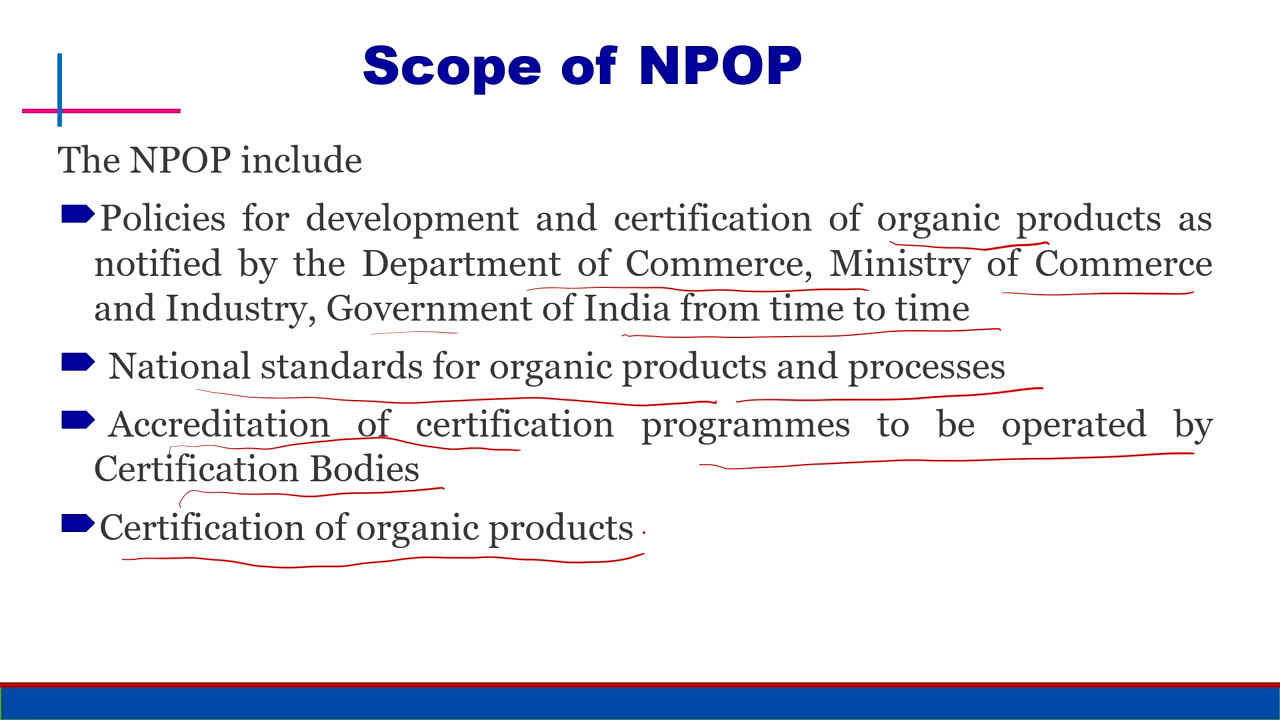 Scope of NPOP
The NPOP include
Policies for development and certification of organic products as
notified by the Department of Commerce, Ministry of Commerce
and Industry, Government of India from time to time
National standards for organic products and processes
Accreditation of certification programmes to be operated by
Certification Bodies
Certification of organic products